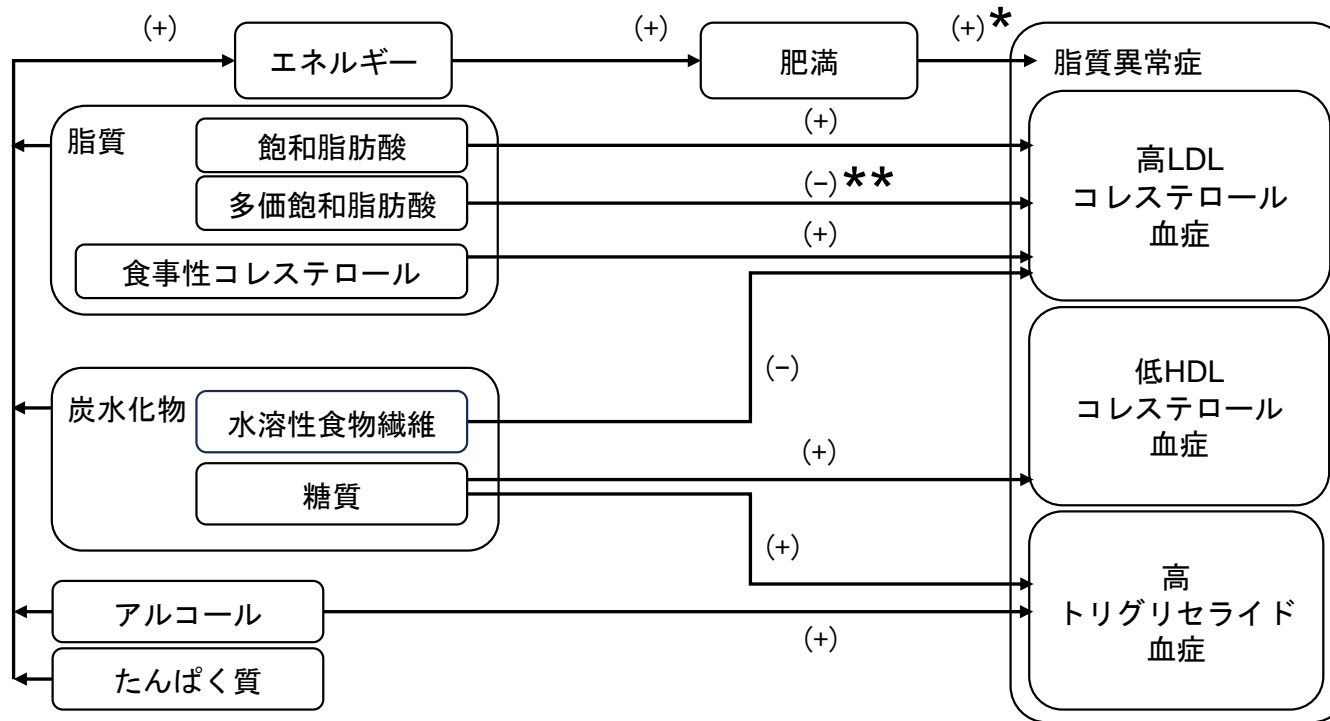 (+)
(+)
(+)*
エネルギー
肥満
脂質異常症
脂質
飽和脂肪酸
(+)
高LDL
コレステロール
血症
多価飽和脂肪酸
(−)**
食事性コレステロール
(+)
(−)
低HDL
コレステロール
血症
炭水化物
水溶性食物繊維
糖質
(+)
(+)
高
トリグリセライド
血症
アルコール
(+)
たんぱく質